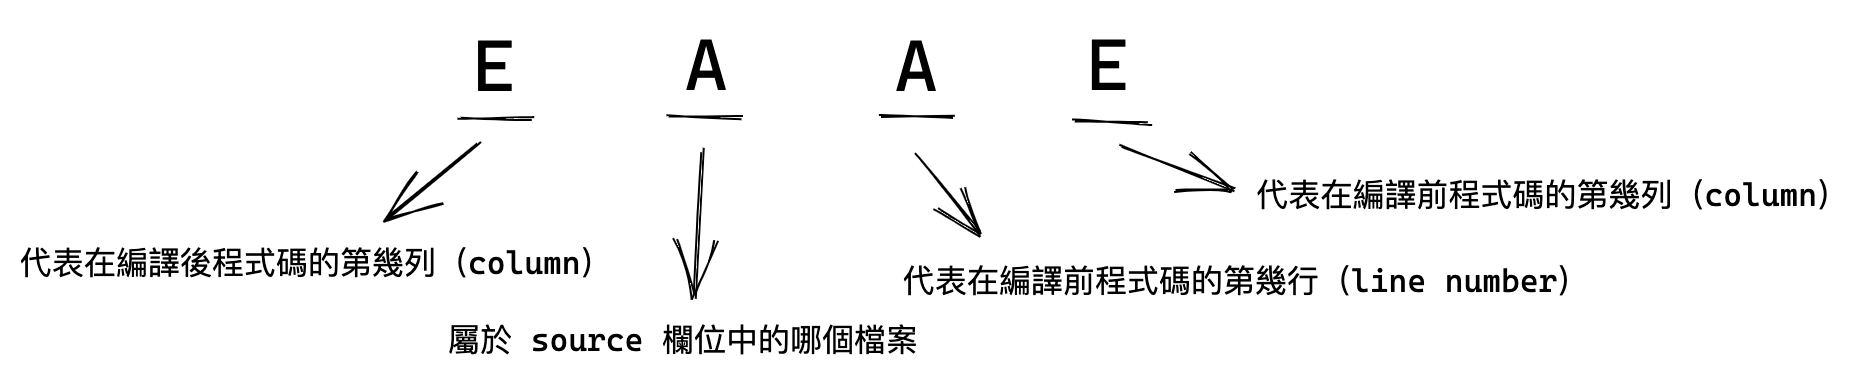 E A A E
代表在編譯前程式碼的第幾列 (column)
代表在編譯後程式碼的第幾列 (column)
代表在編譯前程式碼的第幾行 (line number)
屬於 source 欄位中的哪個檔案